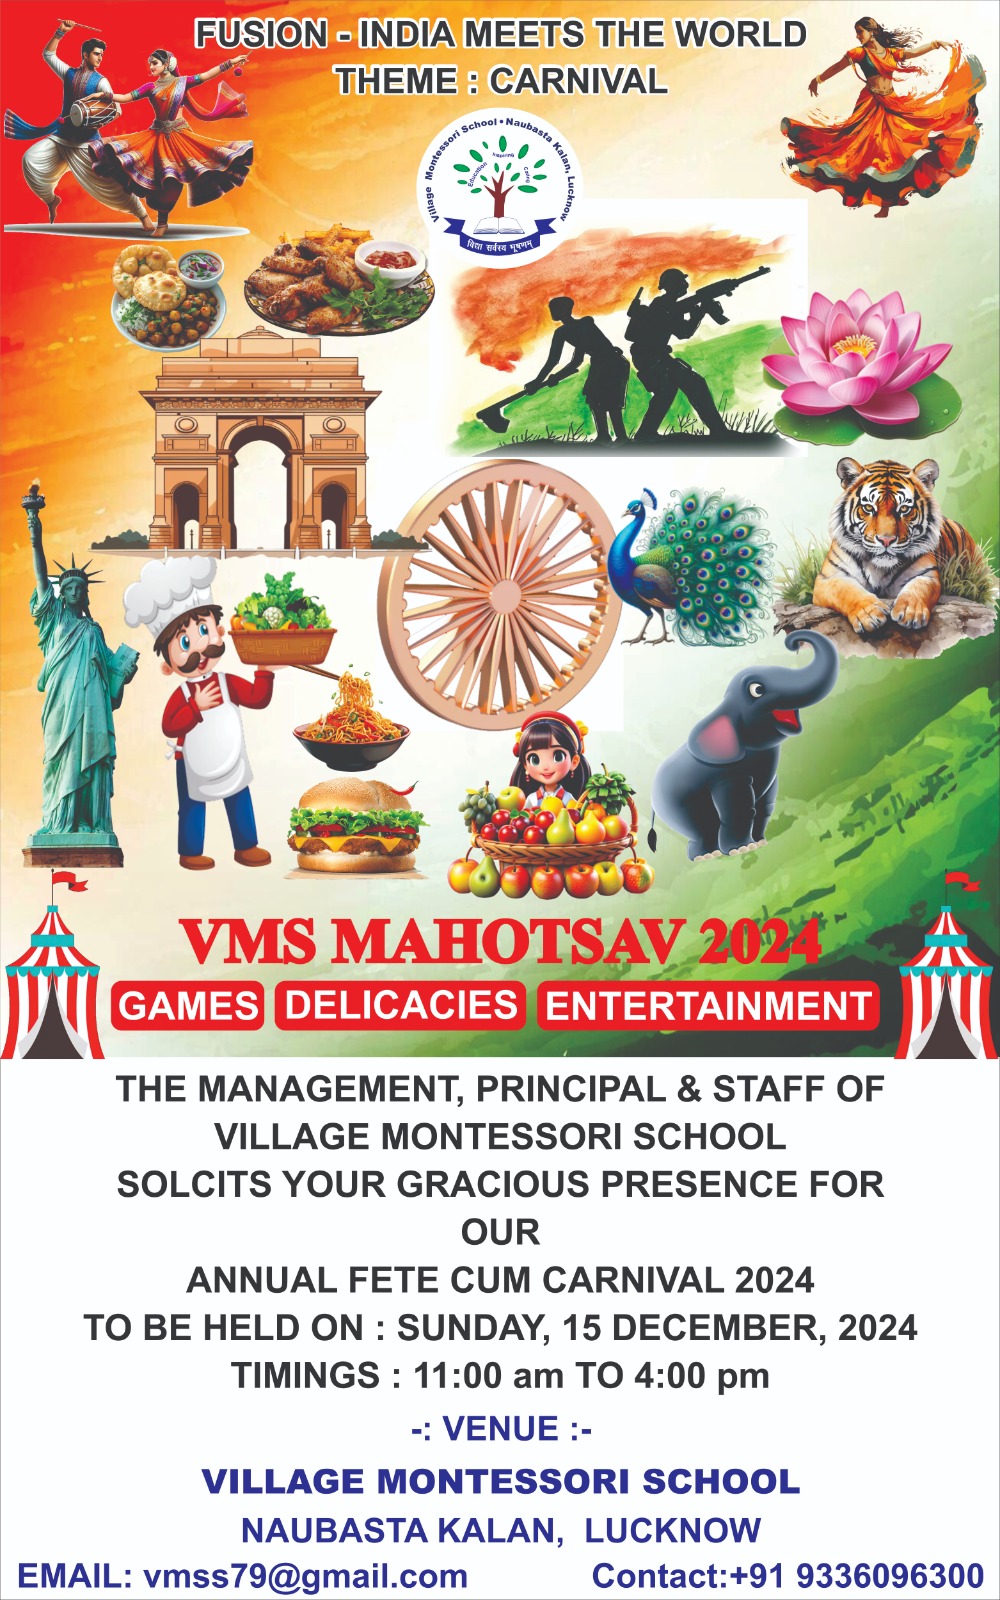 FUSION - INDIA MEETS THE WORLD
THEME : CARNIVAL
Village Montessori School • Naubasta Kalan, Lucknow
Education
Inspiring
Caring
विद्या सर्वस्य भूषणम्
VMS MAHOTSAV 2024
GAMES DELICACIES ENTERTAINMENT
THE MANAGEMENT, PRINCIPAL & STAFF OF
VILLAGE MONTESSORI SCHOOL
SOLCITS YOUR GRACIOUS PRESENCE FOR
OUR
ANNUAL FETE CUM CARNIVAL 2024
TO BE HELD ON : SUNDAY, 15 DECEMBER, 2024
TIMINGS : 11:00 am TO 4:00 pm
-: VENUE :-
VILLAGE MONTESSORI SCHOOL
NAUBASTA KALAN, LUCKNOW
EMAIL: vmss79@gmail.com Contact:+91 9336096300